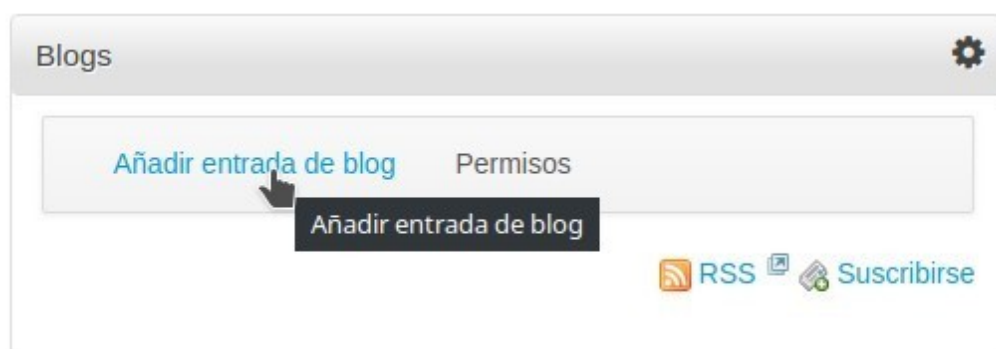 Blogs
Añadir entrada de blog Permisos
Añadir entrada de blog
RSS Suscribirse